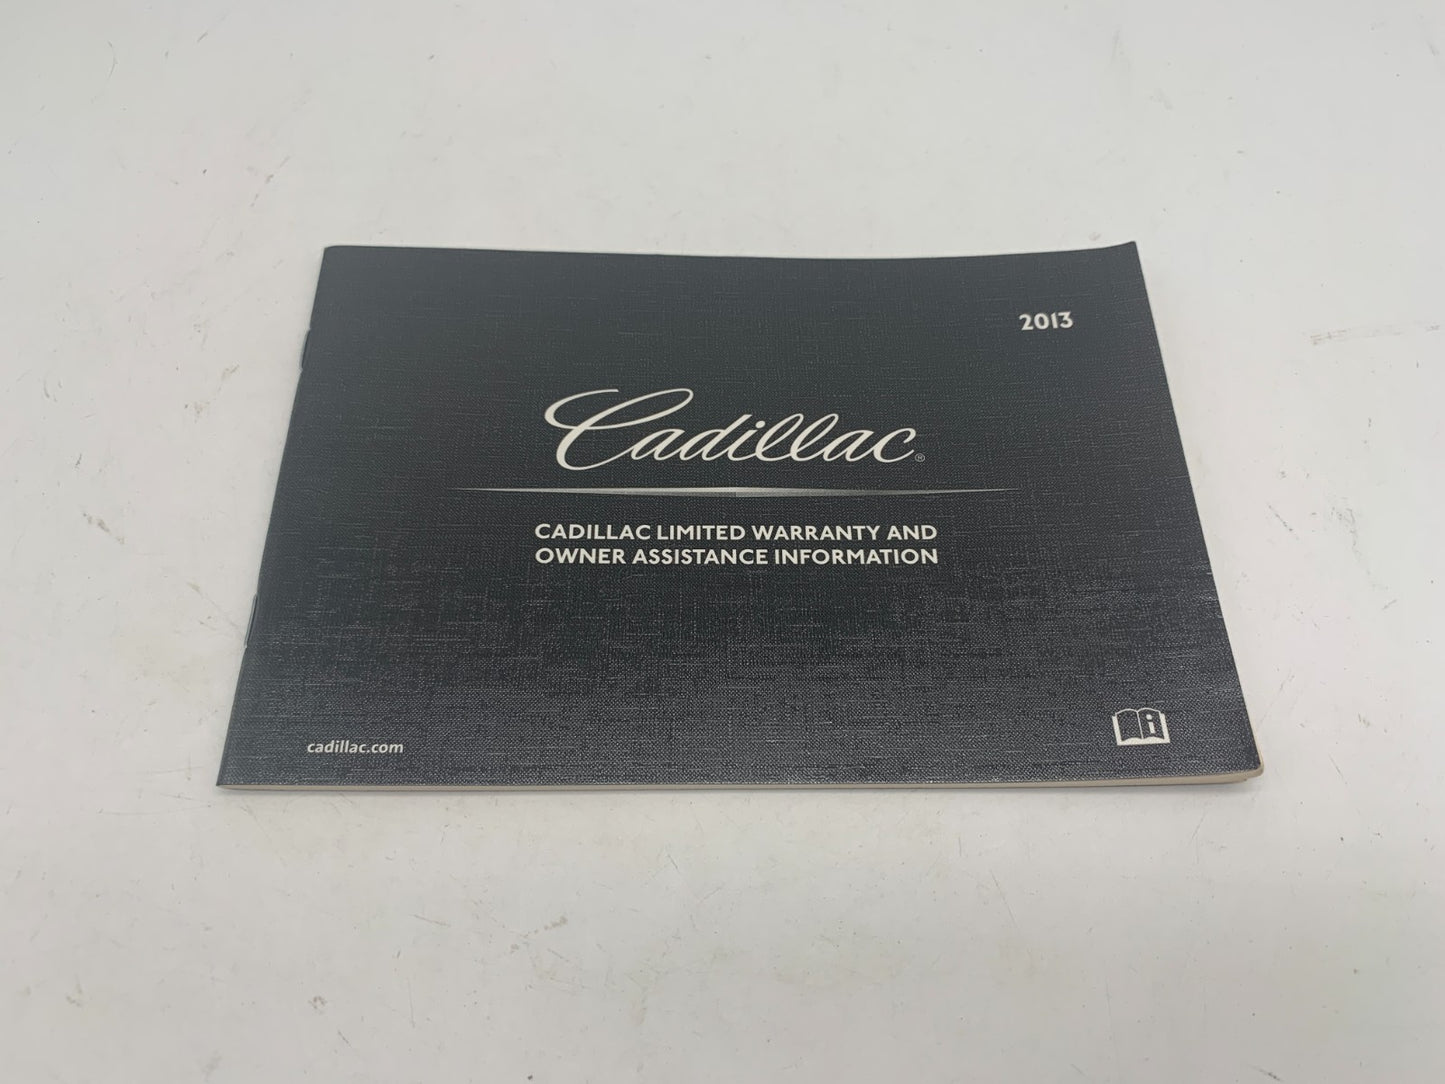 2013
Cadillac®
CADILLAC LIMITED WARRANTY AND
OWNER ASSISTANCE INFORMATION
cadillac.com
i